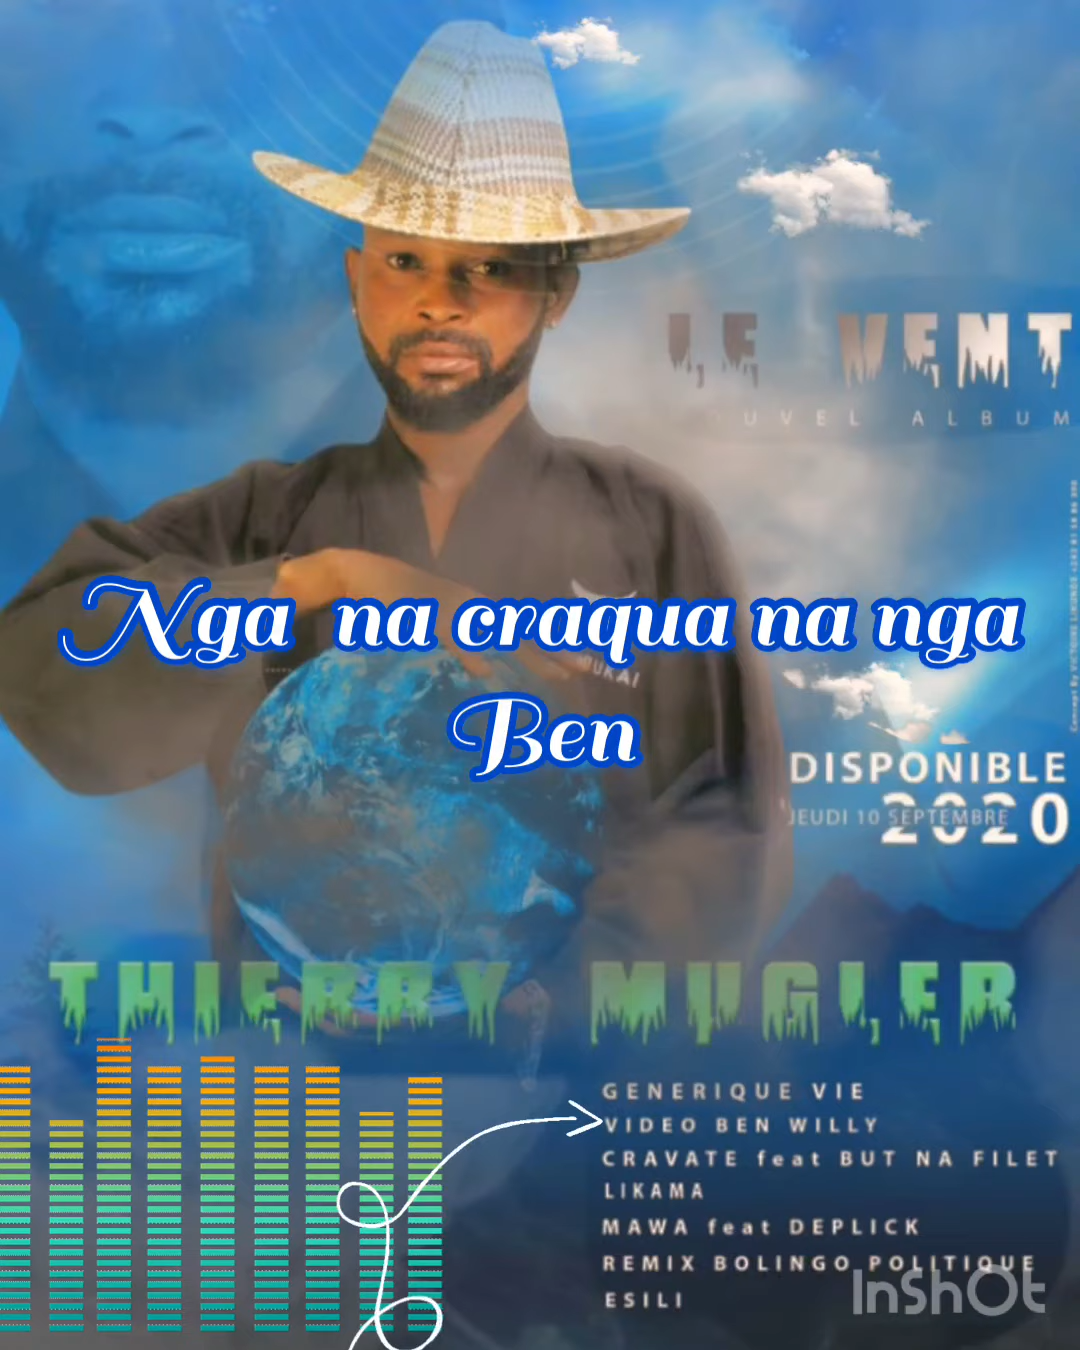 LE VENT
NOUVEL ALBUM
Nga na craqua na nga
Ben
DISPONIBLE
JEUDI 10 SEPTEMBRE
2020
THIERRY MUGLER
GENERIQUE VIE
VIDEO BEN WILLY
CRAVATE feat BUT NA FILET
LIKAMA
MAWA feat DEPLICK
REMIX BOLINGO POLITIQUE
ESILI
InShOt